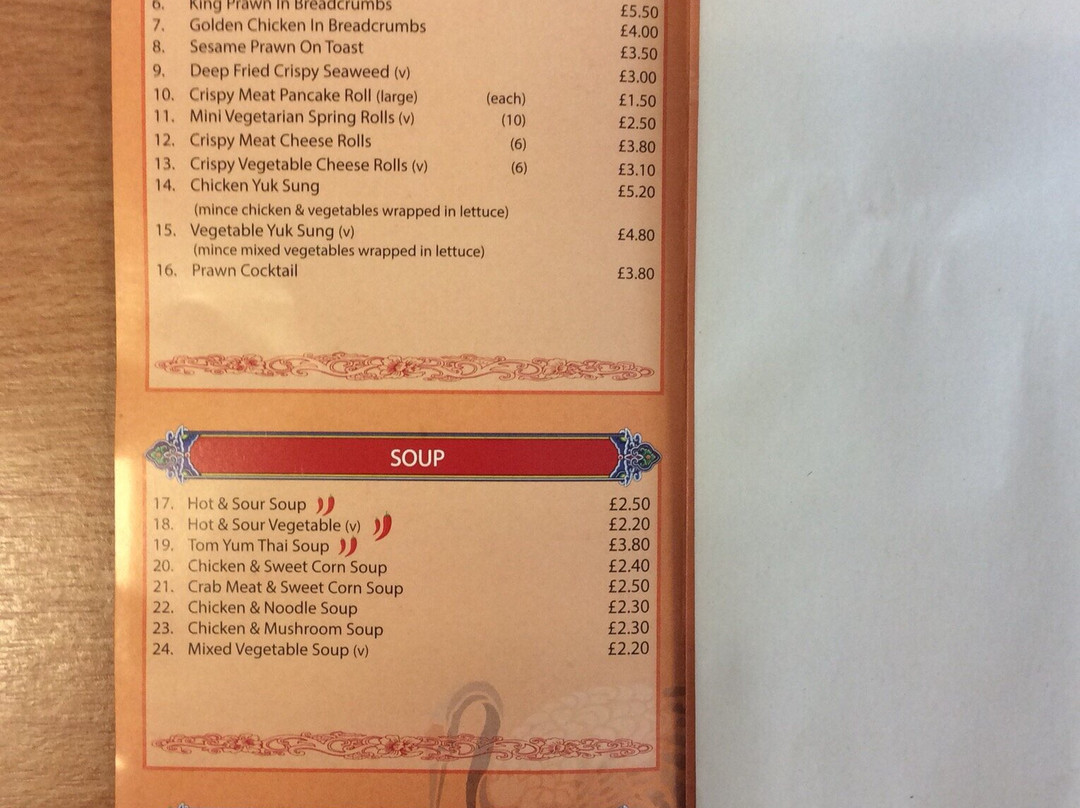 6. King Prawn In Breadcrumbs £5.50
7. Golden Chicken In Breadcrumbs £4.00
8. Sesame Prawn On Toast £3.50
9. Deep Fried Crispy Seaweed (v) £3.00
10. Crispy Meat Pancake Roll (large) (each) £1.50
11. Mini Vegetarian Spring Rolls (v) (10) £2.50
12. Crispy Meat Cheese Rolls (6) £3.80
13. Crispy Vegetable Cheese Rolls (v) (6) £3.10
14. Chicken Yuk Sung £5.20
(mince chicken & vegetables wrapped in lettuce)
15. Vegetable Yuk Sung (v) £4.80
(mince mixed vegetables wrapped in lettuce)
16. Prawn Cocktail £3.80
SOUP
17. Hot & Sour Soup £2.50
18. Hot & Sour Vegetable (v) £2.20
19. Tom Yum Thai Soup £3.80
20. Chicken & Sweet Corn Soup £2.40
21. Crab Meat & Sweet Corn Soup £2.50
22. Chicken & Noodle Soup £2.30
23. Chicken & Mushroom Soup £2.30
24. Mixed Vegetable Soup (v) £2.20